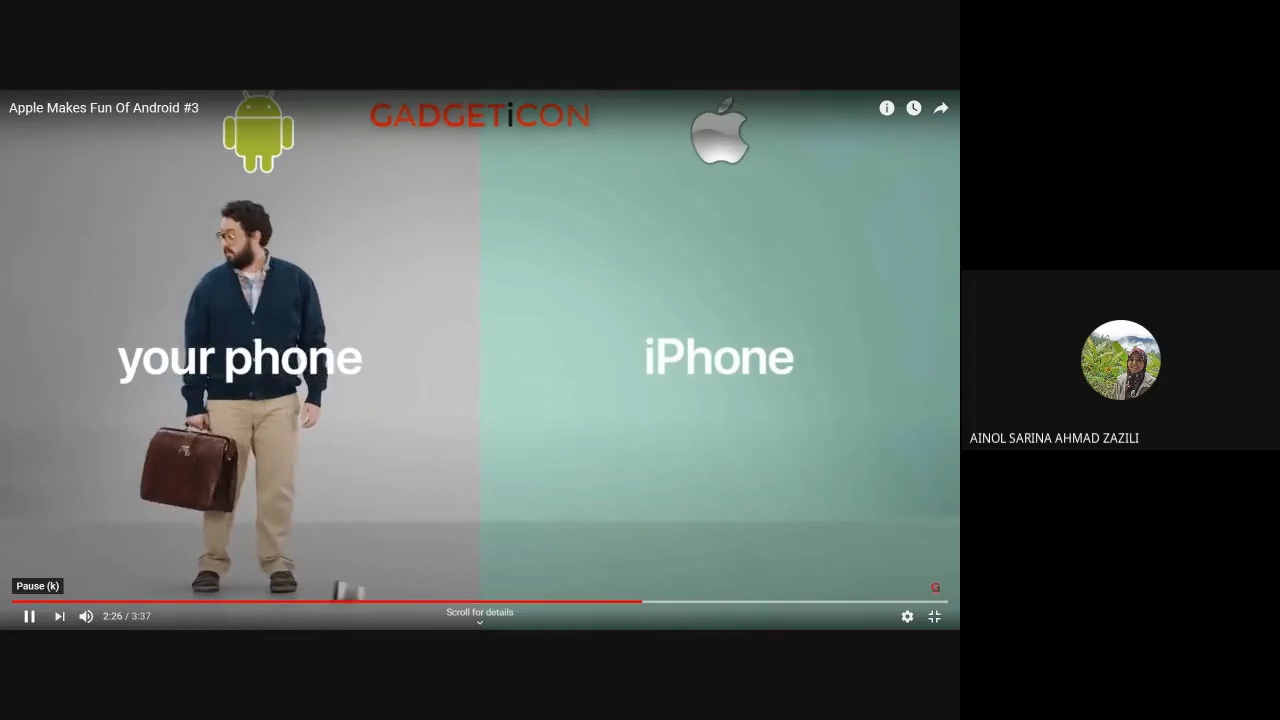 Apple Makes Fun Of Android #3
GADGETiCON
your phone
iPhone
AINOL SARINA AHMAD ZAZILI
Pause (k)
G
2:26 / 3:37
Scroll for details